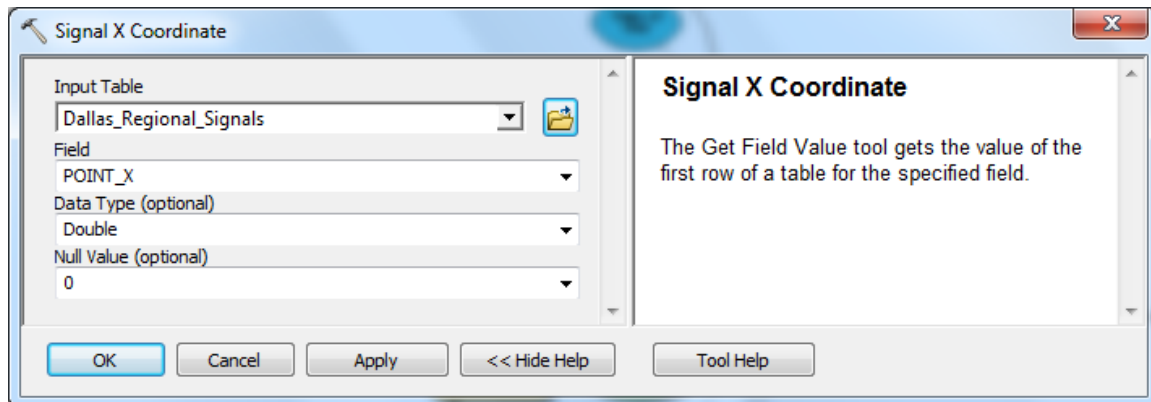 Signal X Coordinate
Input Table
Dallas_Regional_Signals
Field
POINT_X
Data Type (optional)
Double
Null Value (optional)
0
Signal X Coordinate
The Get Field Value tool gets the value of the
first row of a table for the specified field.
OK
Cancel
Apply
<< Hide Help
Tool Help